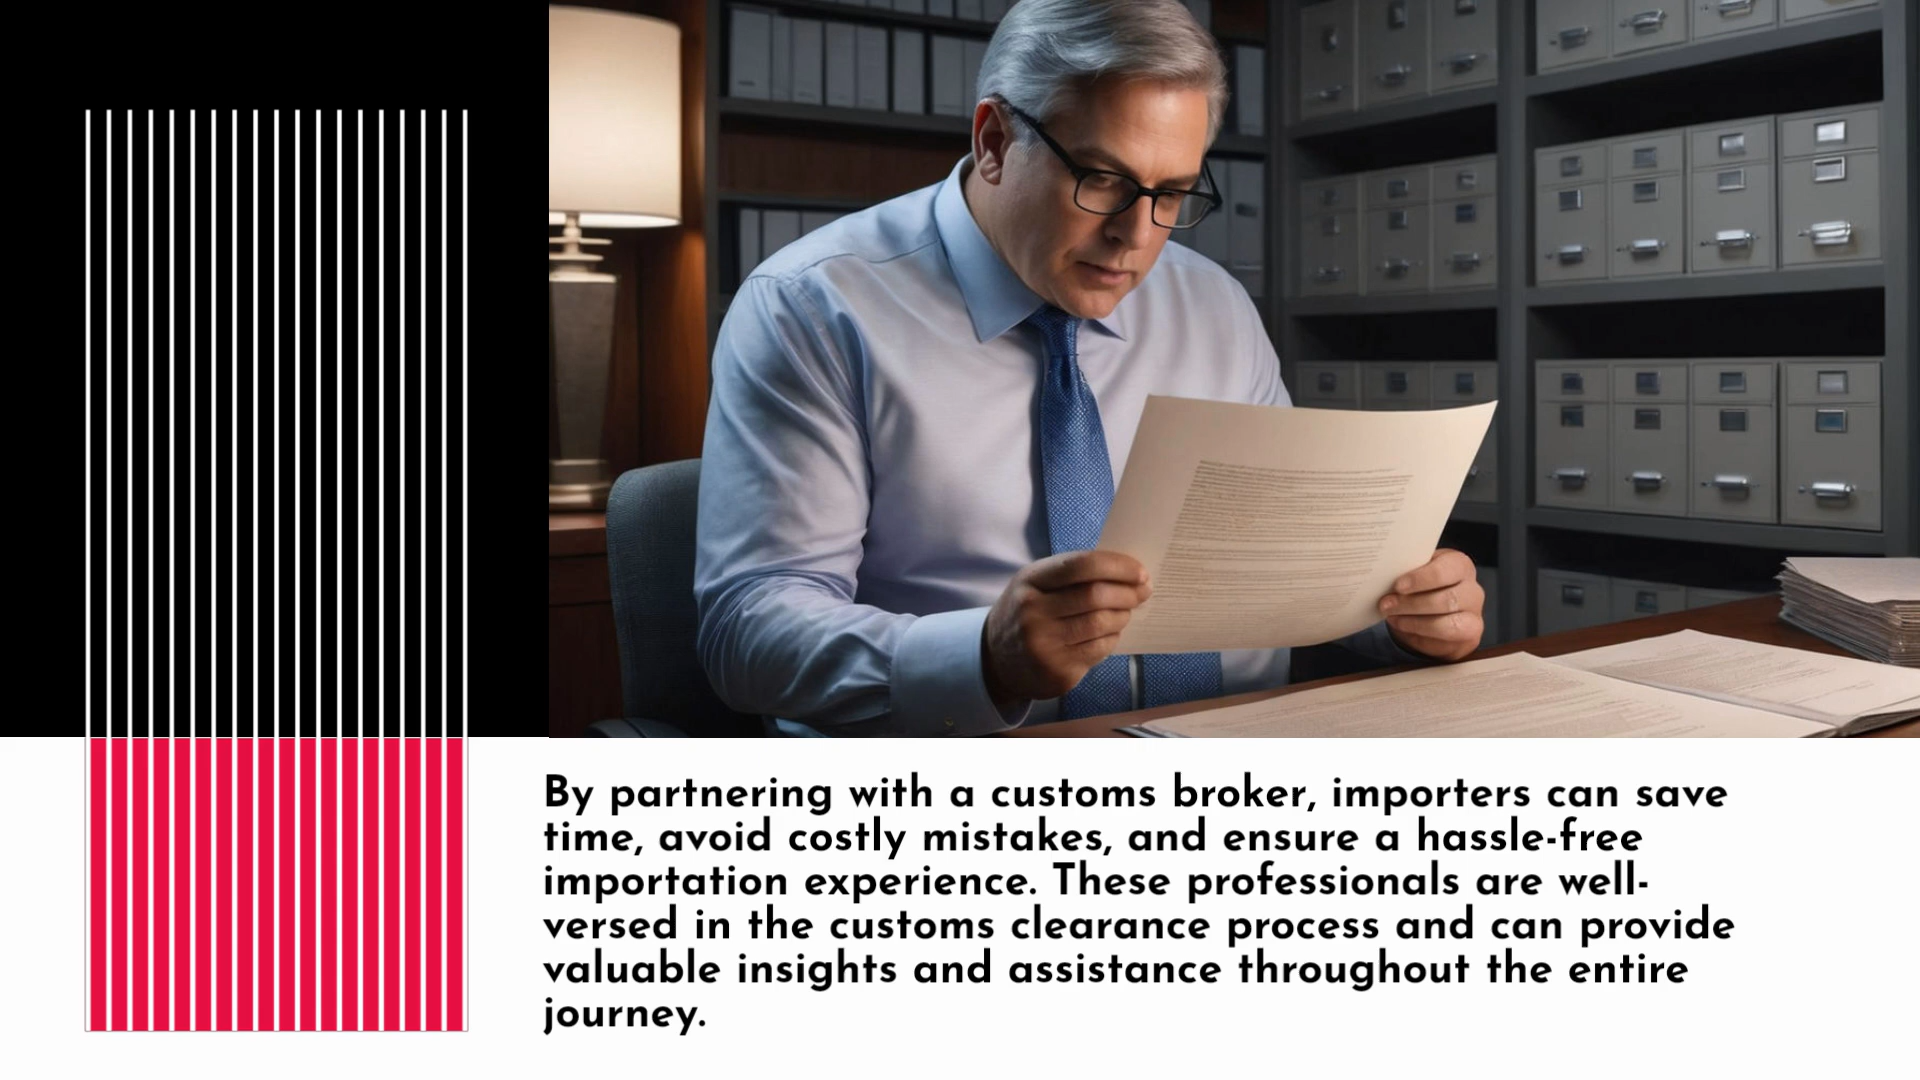 By partnering with a customs broker, importers can save
time, avoid costly mistakes, and ensure a hassle-free
importation experience. These professionals are well-
versed in the customs clearance process and can provide
valuable insights and assistance throughout the entire
journey.